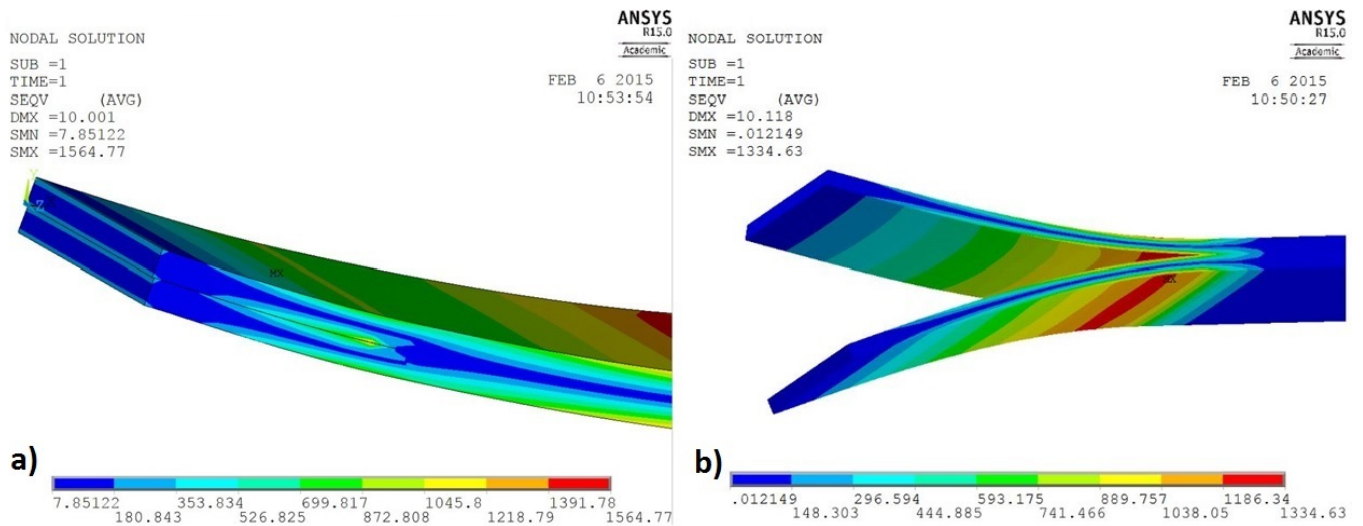 NODAL SOLUTION
SUB =1
TIME=1
SEQV (AVG)
DMX =10.001
SMN =7.85122
SMX =1564.77
ANSYS
R15.0
Academic
FEB 6 2015
10:53:54
Y
Z
MX
a)
7.85122 353.834 699.817 1045.8 1391.78
180.843 526.825 872.808 1218.79 1564.77
NODAL SOLUTION
SUB =1
TIME=1
SEQV (AVG)
DMX =10.118
SMN =.012149
SMX =1334.63
ANSYS
R15.0
Academic
FEB 6 2015
10:50:27
b)
.012149 296.594 593.175 889.757 1186.34
148.303 444.885 741.466 1038.05 1334.63